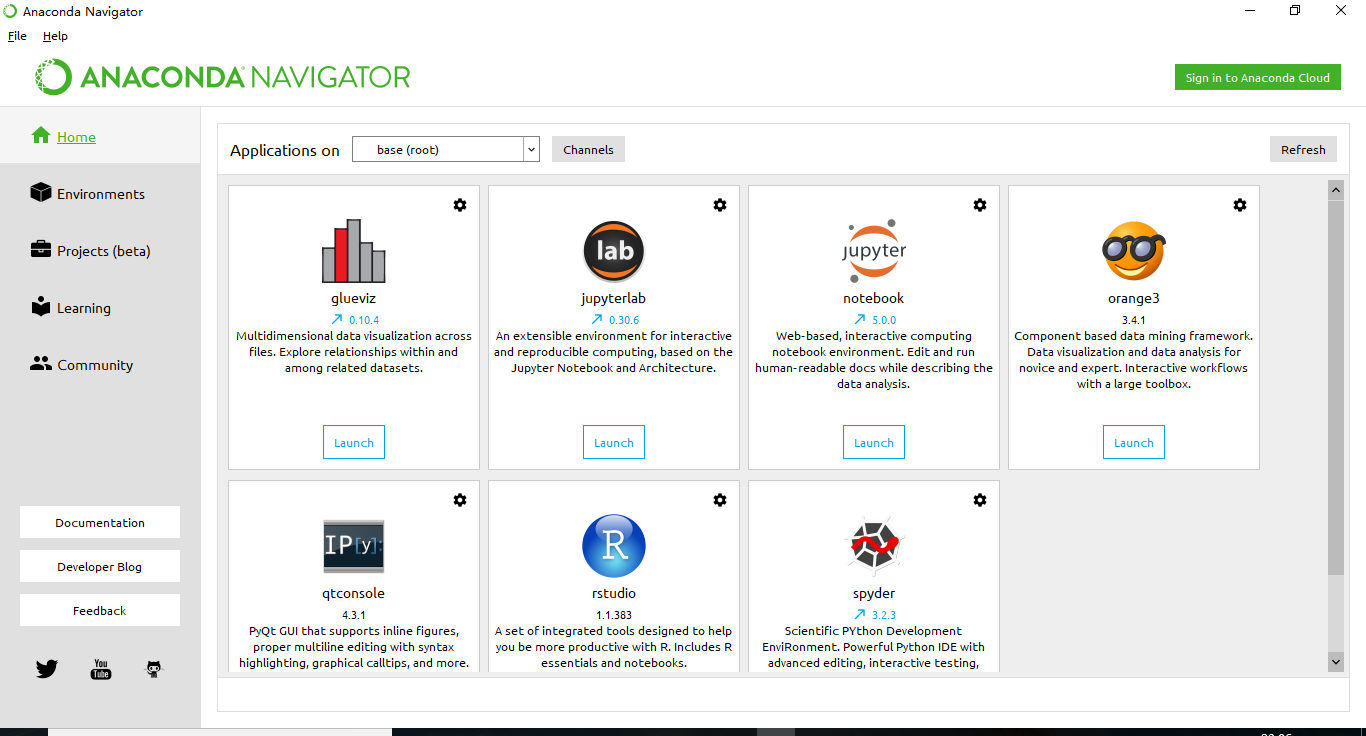 Anaconda Navigator
File Help
ANACONDA NAVIGATOR
Sign in to Anaconda Cloud
Home
Environments
Projects (beta)
Learning
Community
Documentation
Developer Blog
Feedback
You
Tube
Applications on base (root) Channels Refresh
glueviz
0.10.4
Multidimensional data visualization across
files. Explore relationships within and
among related datasets.
Launch
lab
jupyterlab
0.30.6
An extensible environment for interactive
and reproducible computing, based on the
Jupyter Notebook and Architecture.
Launch
jupyter
notebook
5.0.0
Web-based, interactive computing
notebook environment. Edit and run
human-readable docs while describing the
data analysis.
Launch
orange3
3.4.1
Component based data mining framework.
Data visualization and data analysis for
novice and expert. Interactive workflows
with a large toolbox.
Launch
IP[y]:
qtconsole
4.3.1
PyQt GUI that supports inline figures,
proper multiline editing with syntax
highlighting, graphical calltips, and more.
R
rstudio
1.1.383
A set of integrated tools designed to help
you be more productive with R. Includes R
essentials and notebooks.
spyder
3.2.3
Scientific PYthon Development
EnviRonment. Powerful Python IDE with
advanced editing, interactive testing,